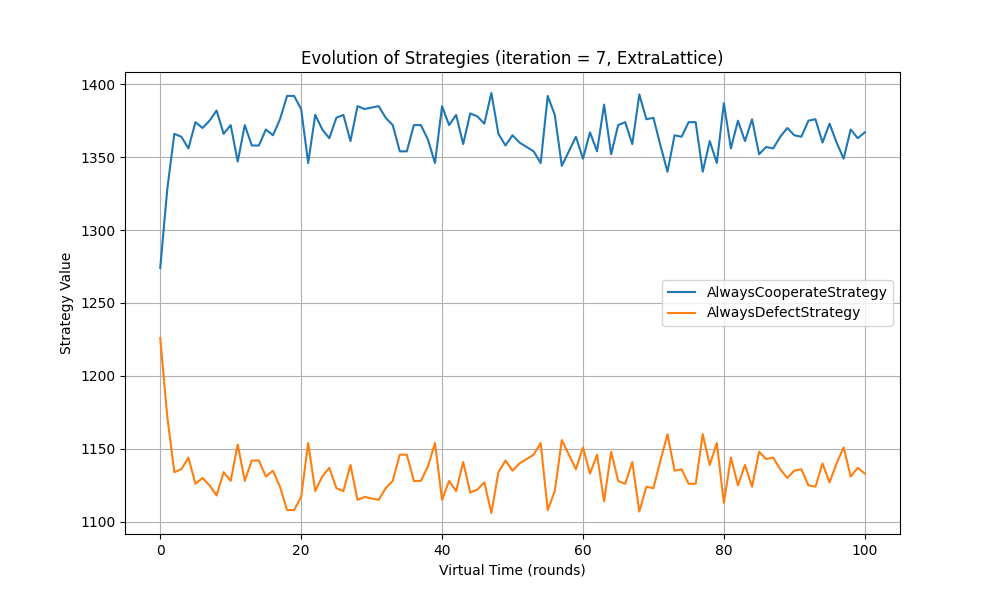 Evolution of Strategies (iteration = 7, ExtraLattice)
1400
1350
1300
1250
1200
1150
1100
Strategy Value
AlwaysCooperateStrategy
AlwaysDefectStrategy
0 20 40 60 80 100
Virtual Time (rounds)